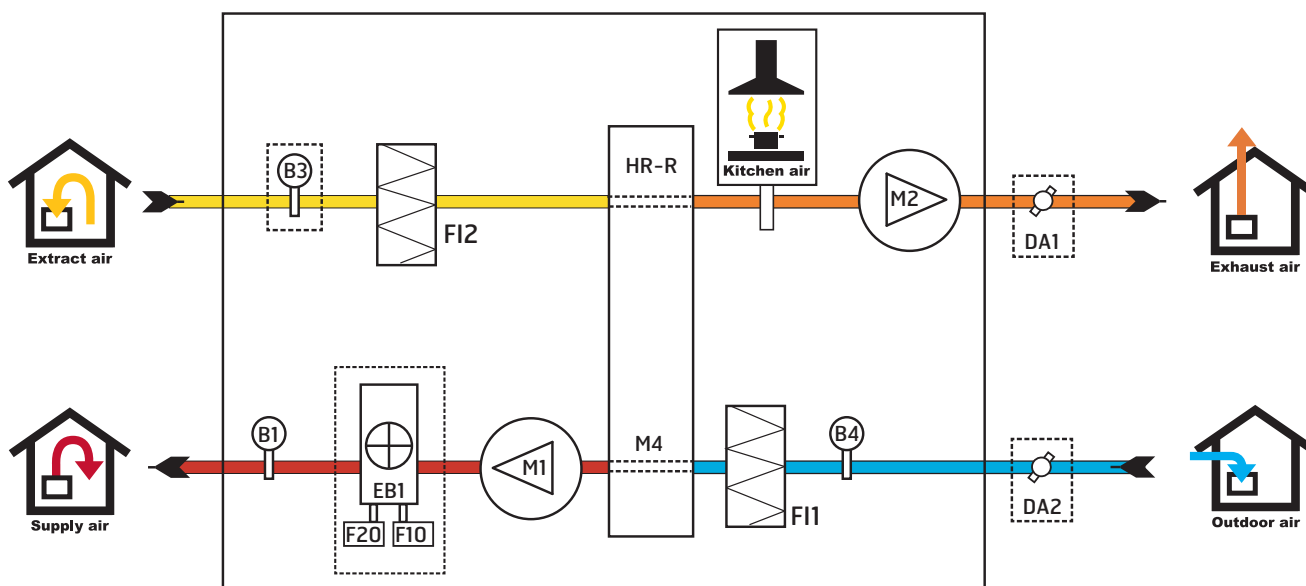 B3
FI2
HR-R
Kitchen air
M2
DA1
Extract air
Exhaust air
B1
EB1
F20
F10
M1
M4
FI1
B4
DA2
Supply air
Outdoor air